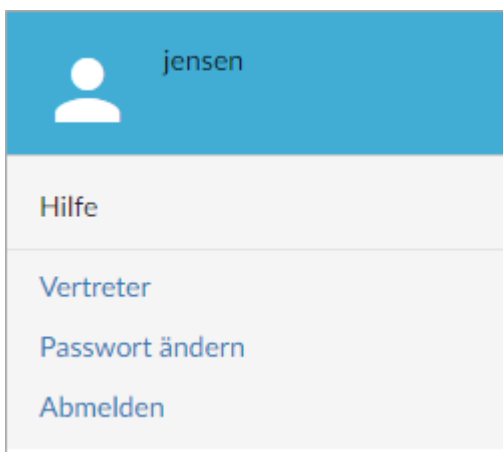 jensen
Hilfe
Vertreter
Passwort ändern
Abmelden